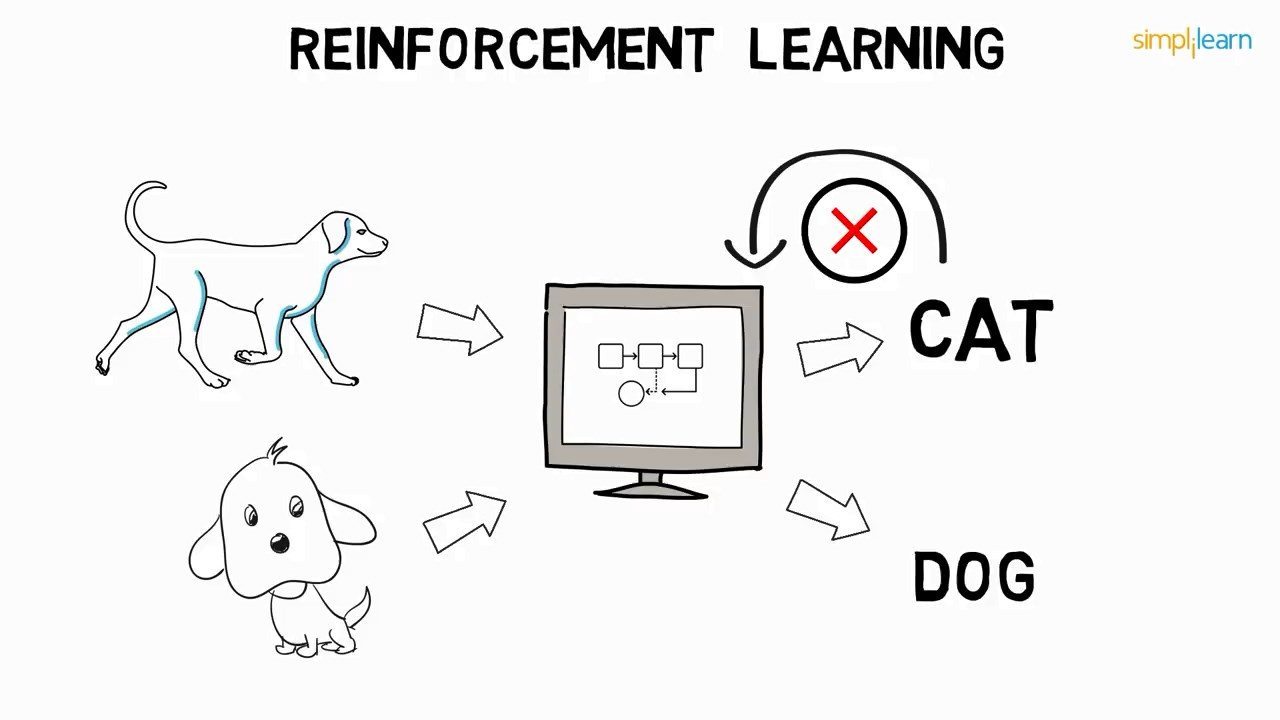 REINFORCEMENT LEARNING
simplilearn
CAT
DOG